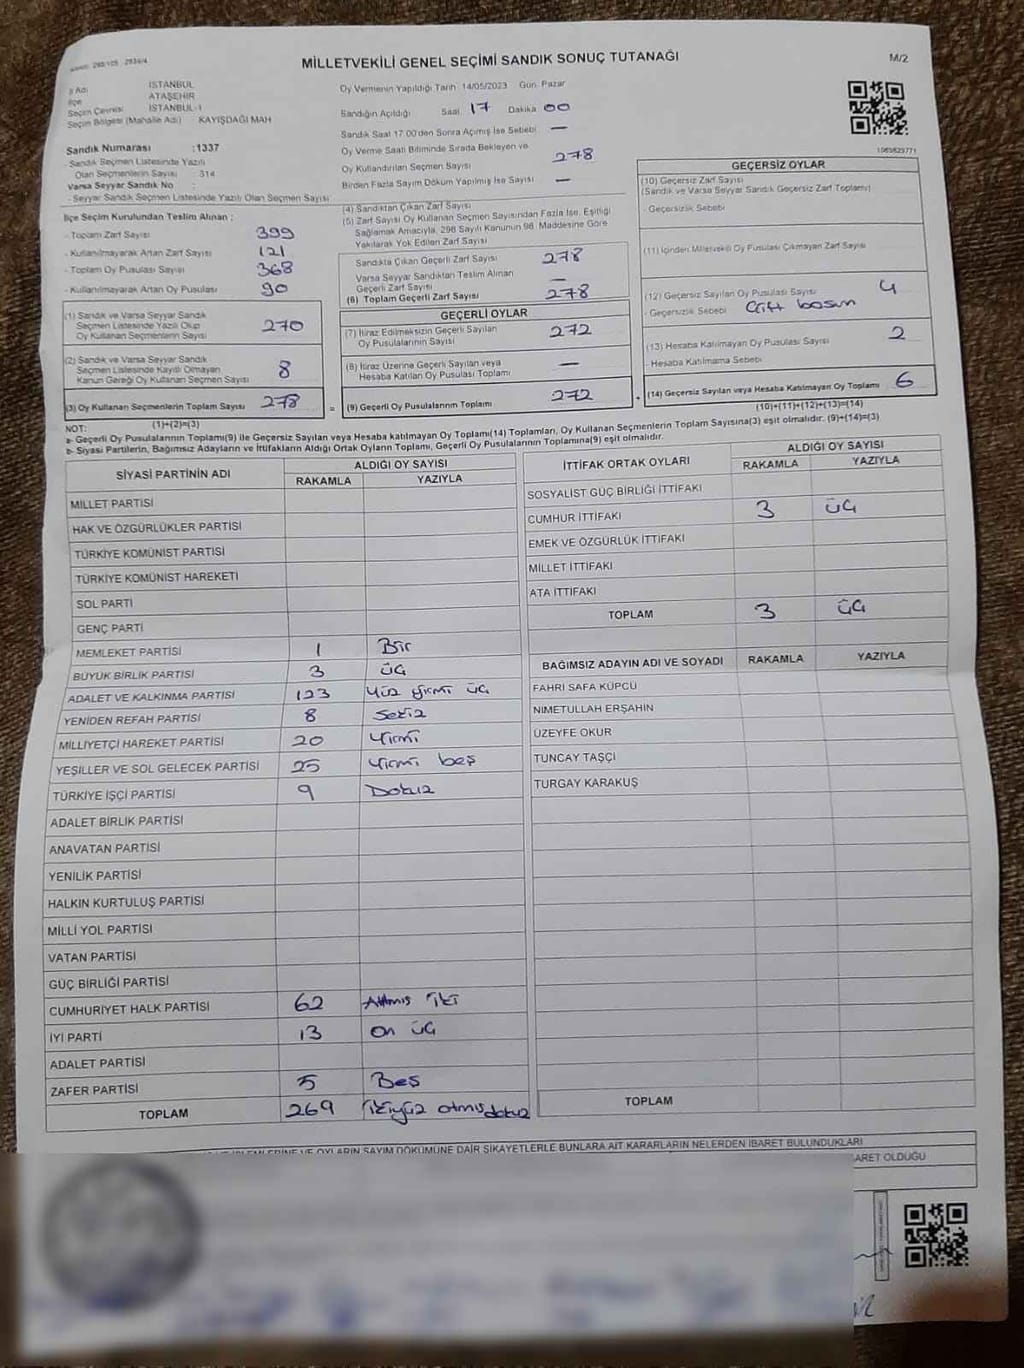 MİLLETVEKİLİ GENEL SEÇİMİ SANDIK SONUÇ TUTANAĞI
M/2
İl Adı İSTANBUL
İlçe ATAŞEHİR
Seçim Çevresi İSTANBUL-1
Seçim Bölgesi (Mahalle Adı) KAYIŞDAĞI MAH
Sandık Numarası :1337
- Sandık Seçmen Listesinde Yazılı
Olan Seçmenlerin Sayısı 314
Varsa Seyyar Sandık No :
- Seyyar Sandık Seçmen Listesinde Yazılı Olan Seçmen Sayısı
Oy Vermenin Yapıldığı Tarih 14/05/2023 Gün: Pazar
Sandığın Açıldığı Saat 17 Dakika 00
Sandık Saat 17.00'den Sonra Açmış İse Sebebi —
Oy Verme Saati Bitiminde Sırada Bekleyen ve
Oy Kullandırılan Seçmen Sayısı 278
Birden Fazla Sayım Döküm Yapılmış İse Sayısı —
1063829771
İlçe Seçim Kurulundan Teslim Alınan :
- Toplam Zarf Sayısı 399
- Kullanılmayarak Artan Zarf Sayısı 121
- Toplam Oy Pusulası Sayısı 368
- Kullanılmayarak Artan Oy Pusulası 90
(1) Sandık ve Varsa Seyyar Sandık
Seçmen Listesinde Yazılı Olup
Oy Kullanan Seçmenlerin Sayısı 270
(2) Sandık ve Varsa Seyyar Sandık
Seçmen Listesinde Kayıtlı Olmayan
Kanun Gereği Oy Kullanan Seçmen Sayısı 8
(3) Oy Kullanan Seçmenlerin Toplam Sayısı 278
(1)+(2)=(3)
(4) Sandıktan Çıkan Zarf Sayısı
(5) Zarf Sayısı Oy Kullanan Seçmen Sayısından Fazla İse, Eşitliği
Sağlamak Amacıyla, 298 Sayılı Kanunun 98. Maddesine Göre
Yakılarak Yok Edilen Zarf Sayısı
Sandıkta Çıkan Geçerli Zarf Sayısı 278
Varsa Seyyar Sandıktan Teslim Alınan
Geçerli Zarf Sayısı —
(6) Toplam Geçerli Zarf Sayısı 278
GEÇERLİ OYLAR
(7) İtiraz Edilmeksizin Geçerli Sayılan
Oy Pusulalarının Sayısı 272
(8) İtiraz Üzerine Geçerli Sayılan veya
Hesaba Katılan Oy Pusulası Toplamı —
= (9) Geçerli Oy Pusulalarının Toplamı 272
GEÇERSİZ OYLAR
(10) Geçersiz Zarf Sayısı
(Sandık ve Varsa Seyyar Sandık Geçersiz Zarf Toplamı)
- Geçersizlik Sebebi
(11) İçinden Milletvekili Oy Pusulası Çıkmayan Zarf Sayısı
(12) Geçersiz Sayılan Oy Pusulası Sayısı 4
- Geçersizlik Sebebi Çift basım
(13) Hesaba Katılmayan Oy Pusulası Sayısı 2
Hesaba Katılmama Sebebi
+ (14) Geçersiz Sayılan veya Hesaba Katılmayan Oy Toplamı 6
(10)+(11)+(12)+(13)=(14)
NOT:
a- Geçerli Oy Pusulalarının Toplamı(9) ile Geçersiz Sayılan veya Hesaba katılmayan Oy Toplamı(14) Toplamları, Oy Kullanan Seçmenlerin Toplam Sayısına(3) eşit olmalıdır. (9)+(14)=(3)
b- Siyasi Partilerin, Bağımsız Adayların ve İttifakların Aldığı Ortak Oyların Toplamı, Geçerli Oy Pusulalarının Toplamına(9) eşit olmalıdır.
SİYASİ PARTİNİN ADI ALDIĞI OY SAYISI
RAKAMLA YAZIYLA
MİLLET PARTİSİ
HAK VE ÖZGÜRLÜKLER PARTİSİ
TÜRKİYE KOMÜNİST PARTİSİ
TÜRKİYE KOMÜNİST HAREKETİ
SOL PARTİ
GENÇ PARTİ
MEMLEKET PARTİSİ 1 Bir
BÜYÜK BİRLİK PARTİSİ 3 üç
ADALET VE KALKINMA PARTİSİ 123 Yüz yirmi üç
YENİDEN REFAH PARTİSİ 8 Sekiz
MİLLİYETÇİ HAREKET PARTİSİ 20 Yirmi
YEŞİLLER VE SOL GELECEK PARTİSİ 25 Yirmi beş
TÜRKİYE İŞÇİ PARTİSİ 9 Dokuz
ADALET BİRLİK PARTİSİ
ANAVATAN PARTİSİ
YENİLİK PARTİSİ
HALKIN KURTULUŞ PARTİSİ
MİLLİ YOL PARTİSİ
VATAN PARTİSİ
GÜÇ BİRLİĞİ PARTİSİ
CUMHURİYET HALK PARTİSİ 62 Altmış iki
İYİ PARTİ 13 on üç
ADALET PARTİSİ
ZAFER PARTİSİ 5 Beş
TOPLAM 269 ikiyüz atmış dokuz
İTTİFAK ORTAK OYLARI ALDIĞI OY SAYISI
RAKAMLA YAZIYLA
SOSYALİST GÜÇ BİRLİĞİ İTTİFAKI
CUMHUR İTTİFAKI 3 üç
EMEK VE ÖZGÜRLÜK İTTİFAKI
MİLLET İTTİFAKI
ATA İTTİFAKI
TOPLAM 3 üç
BAĞIMSIZ ADAYIN ADI VE SOYADI RAKAMLA YAZIYLA
FAHRİ SAFA KÜPCÜ
NİMETULLAH ERŞAHİN
ÜZEYFE OKUR
TUNCAY TAŞÇİ
TURGAY KARAKUŞ
TOPLAM
VE OYLARIN SAYIM DÖKÜMÜNE DAİR ŞİKAYETLERLE BUNLARA AİT KARARLARIN NELERDEN İBARET BULUNDUKLARI
OLDUĞU